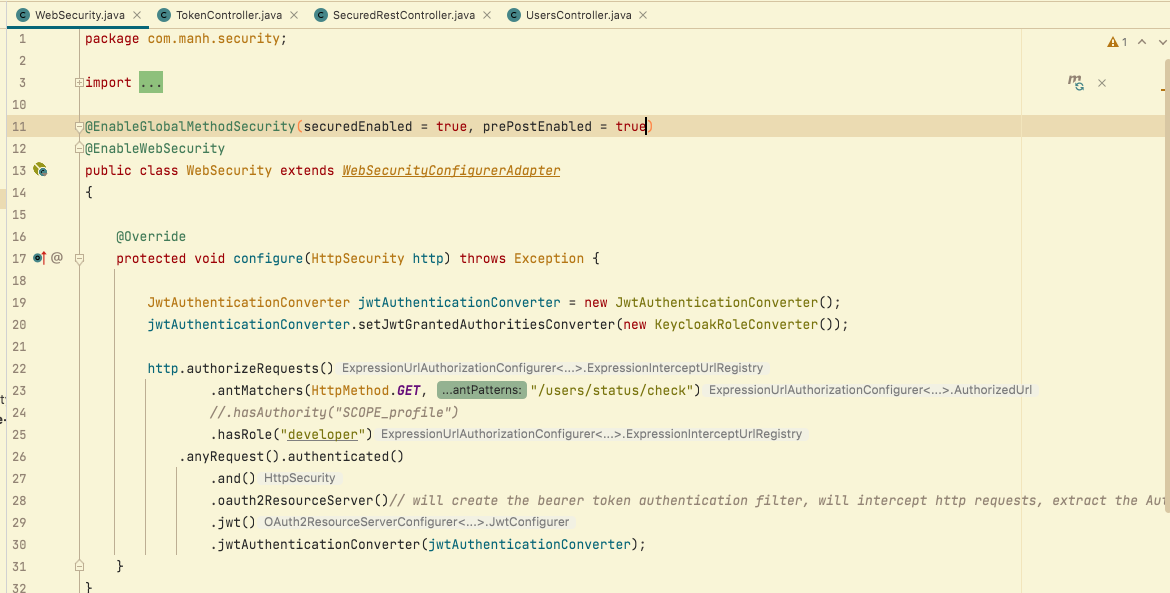 WebSecurity.java × TokenController.java × SecuredRestController.java × UsersController.java ×
1 package com.manh.security;
2
3 import ...
10
11 @EnableGlobalMethodSecurity(securedEnabled = true, prePostEnabled = true)
12 @EnableWebSecurity
13 public class WebSecurity extends WebSecurityConfigurerAdapter
14 {
15
16 @Override
17 @ protected void configure(HttpSecurity http) throws Exception {
18
19 JwtAuthenticationConverter jwtAuthenticationConverter = new JwtAuthenticationConverter();
20 jwtAuthenticationConverter.setJwtGrantedAuthoritiesConverter(new KeycloakRoleConverter());
21
22 http.authorizeRequests() ExpressionUrlAuthorizationConfigurer<...>.ExpressionInterceptUrlRegistry
23 .antMatchers(HttpMethod.GET, ...antPatterns: "/users/status/check") ExpressionUrlAuthorizationConfigurer<...>.AuthorizedUrl
24 //.hasAuthority("SCOPE_profile")
25 .hasRole("developer") ExpressionUrlAuthorizationConfigurer<...>.ExpressionInterceptUrlRegistry
26 .anyRequest().authenticated()
27 .and() HttpSecurity
28 .oauth2ResourceServer()// will create the bearer token authentication filter, will intercept http requests, extract the
29 .jwt() OAuth2ResourceServerConfigurer<...>.JwtConfigurer
30 .jwtAuthenticationConverter(jwtAuthenticationConverter);
31 }
32 }
1